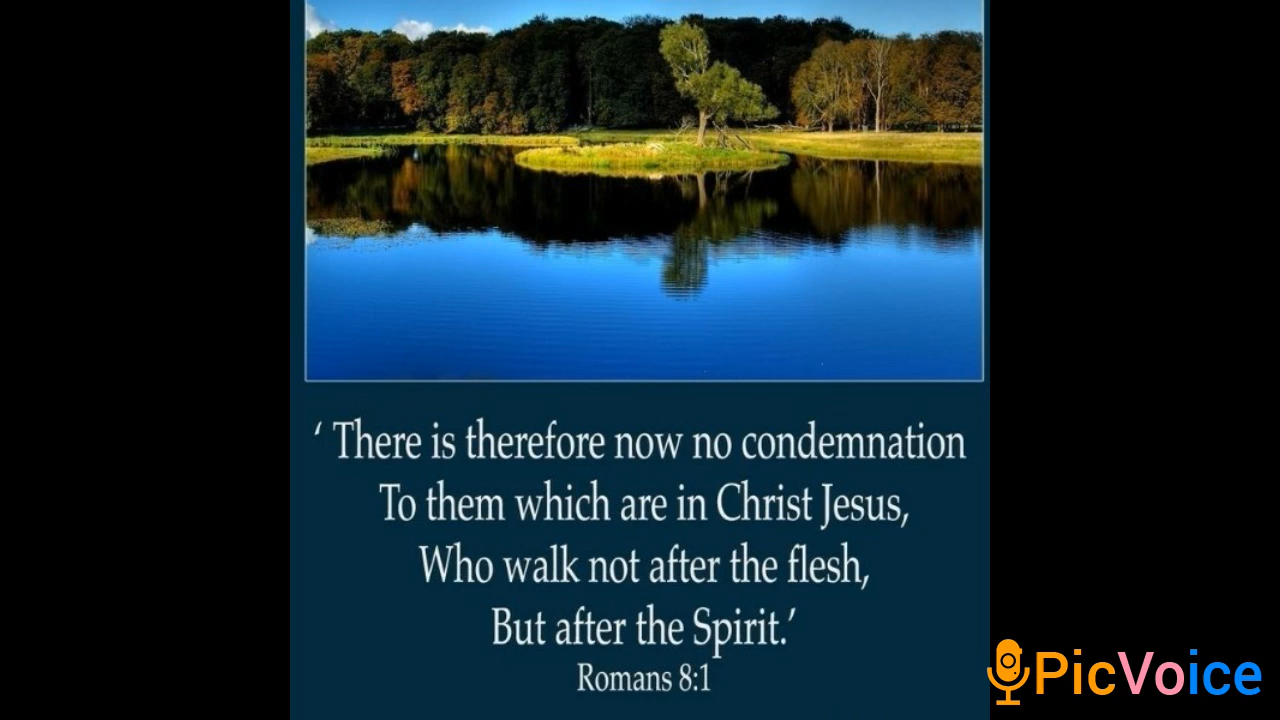 ‘ There is therefore now no condemnation
To them which are in Christ Jesus,
Who walk not after the flesh,
But after the Spirit.’
Romans 8:1
PicVoice